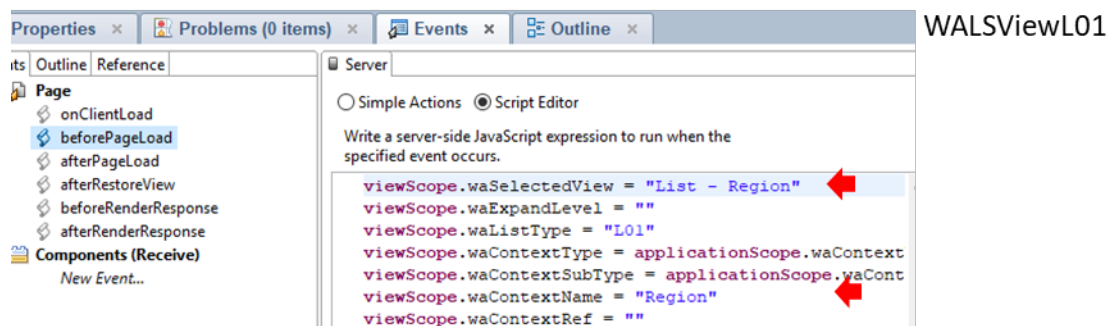 Properties × Problems (0 items) × Events × Outline × WALSViewL01
Outline Reference Server
Page
onClientLoad Simple Actions Script Editor
beforePageLoad Write a server-side JavaScript expression to run when the
afterPageLoad specified event occurs.
afterRestoreView viewScope.waSelectedView = "List - Region"
beforeRenderResponse viewScope.waExpandLevel = ""
afterRenderResponse viewScope.waListType = "L01"
Components (Receive) viewScope.waContextType = applicationScope.waContext
New Event... viewScope.waContextSubType = applicationScope.waCont
viewScope.waContextName = "Region"
viewScope.waContextRef = ""